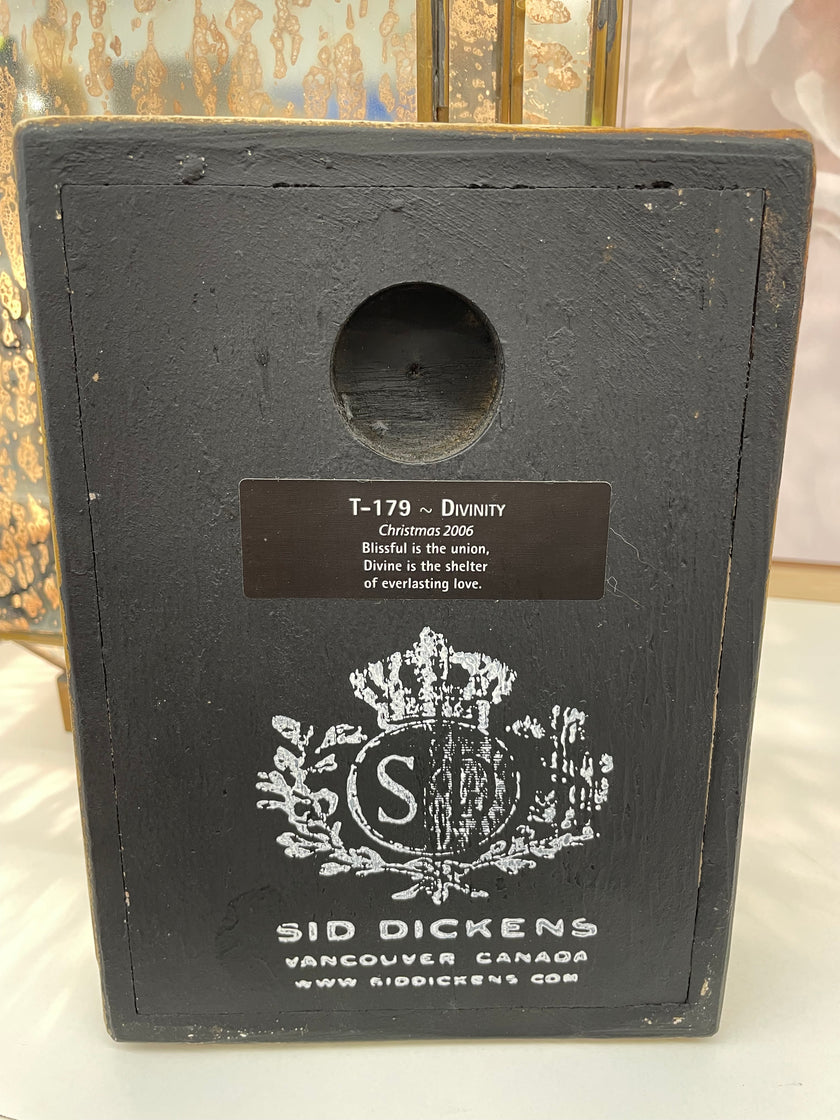 T-179 ~ Divinity
Christmas 2006
Blissful is the union,
Divine is the shelter
of everlasting love.
SD
SID DICKENS
VANCOUVER CANADA
WWW SIDDICKENS COM